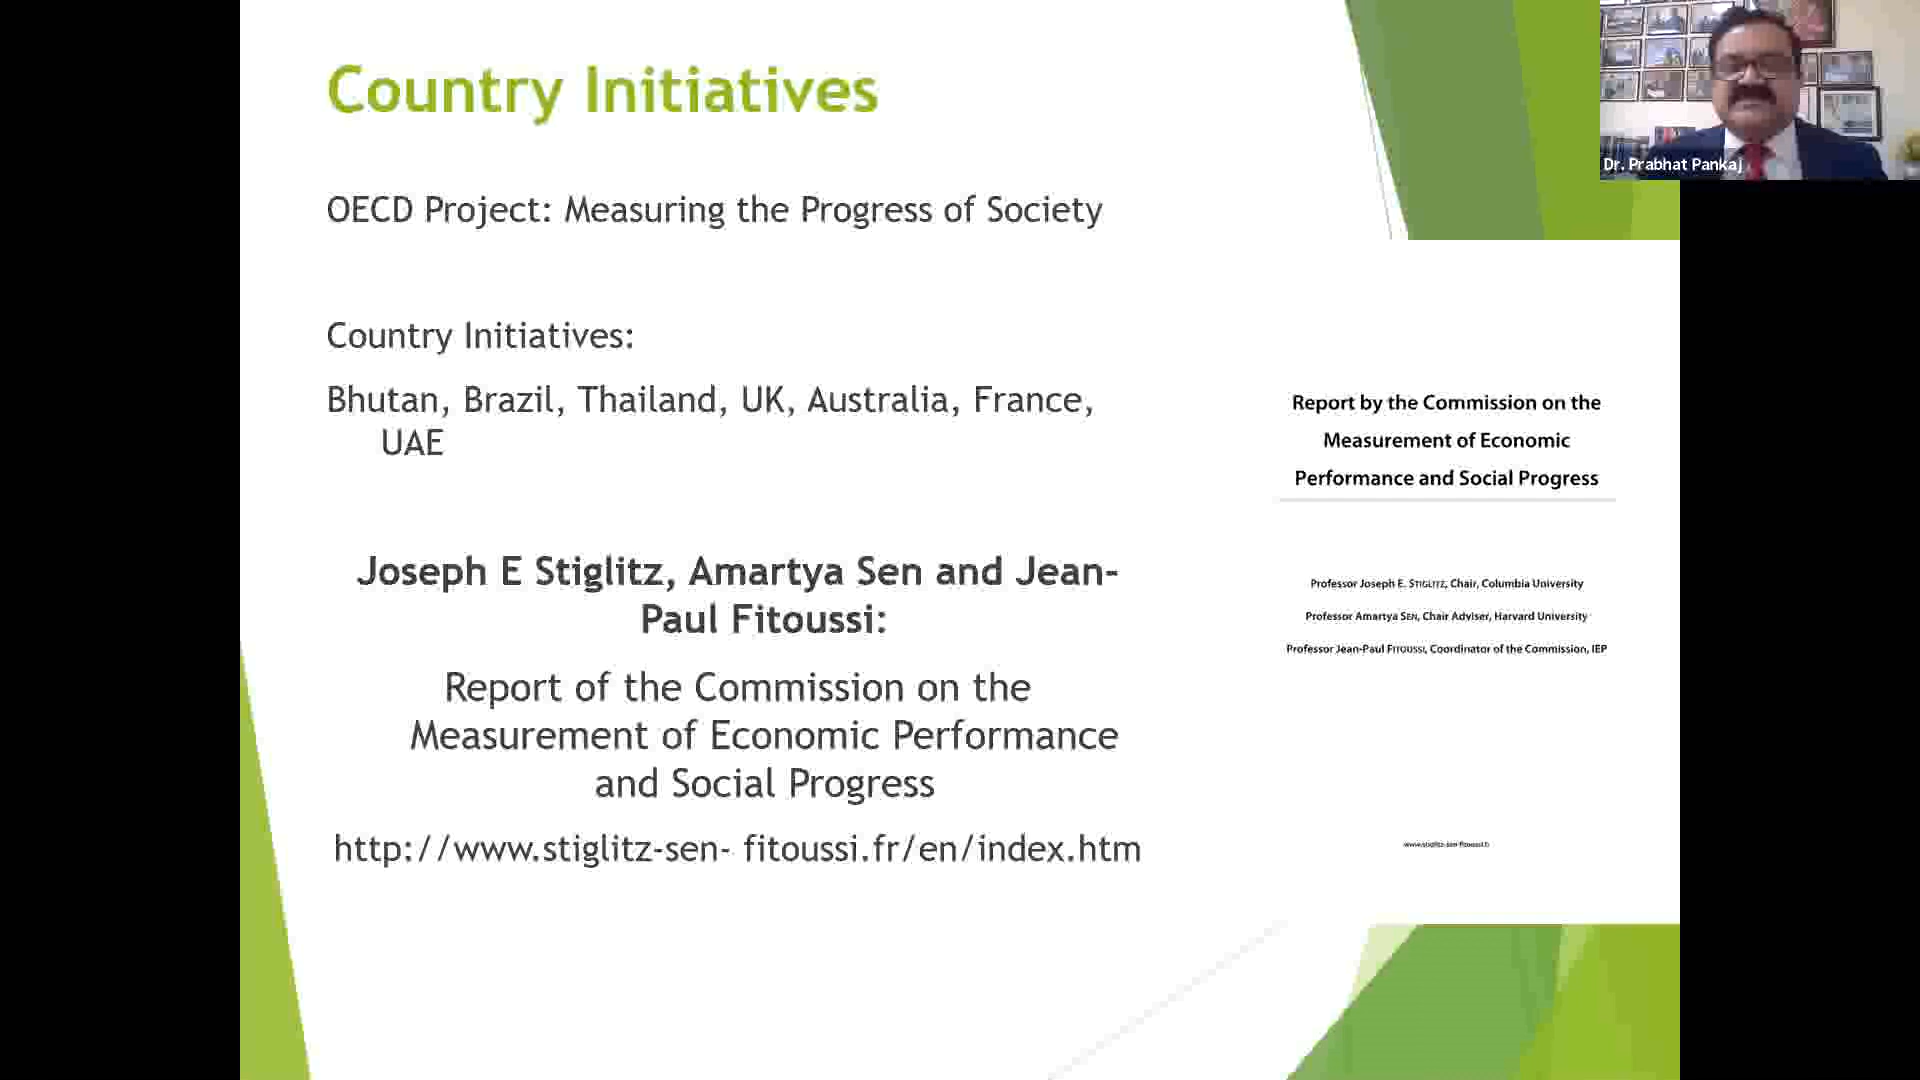 Country Initiatives
OECD Project: Measuring the Progress of Society
Country Initiatives:
Bhutan, Brazil, Thailand, UK, Australia, France,
UAE
Joseph E Stiglitz, Amartya Sen and Jean-
Paul Fitoussi:
Report of the Commission on the
Measurement of Economic Performance
and Social Progress
http://www.stiglitz-sen- fitoussi.fr/en/index.htm
Report by the Commission on the
Measurement of Economic
Performance and Social Progress
Professor Joseph E. STIGLITZ, Chair, Columbia University
Professor Amartya SEN, Chair Adviser, Harvard University
Professor Jean-Paul FITOUSSI, Coordinator of the Commission, IEP
www.stiglitz-sen-fitoussi.fr
Dr. Prabhat Pankaj